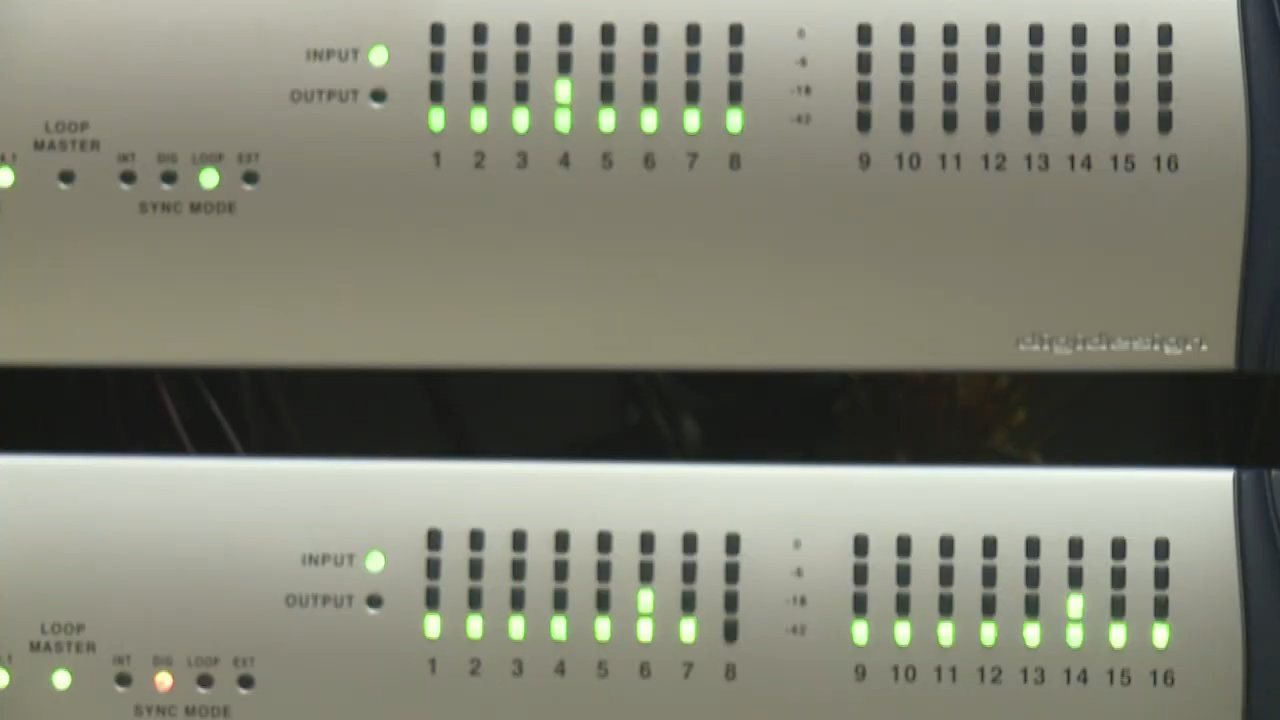 INPUT
0
-6
OUTPUT
-18
-42
LOOP
MASTER
INT DIG LOOP EXT
1 2 3 4 5 6 7 8 9 10 11 12 13 14 15 16
SYNC MODE
digidesign
INPUT
0
-6
OUTPUT
-18
-42
LOOP
MASTER
INT DIG LOOP EXT
1 2 3 4 5 6 7 8 9 10 11 12 13 14 15 16
SYNC MODE